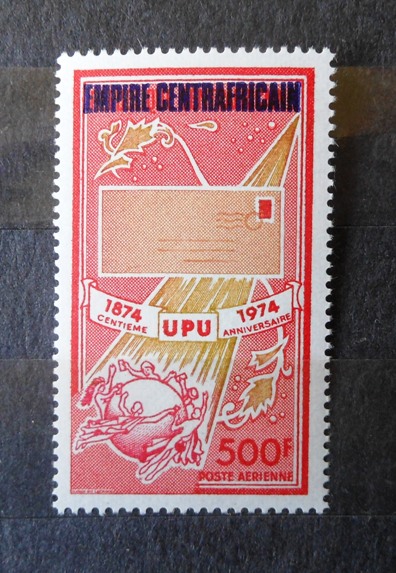 EMPIRE CENTRAFRICAIN
1874
CENTIEME
UPU
1974
ANNIVERSAIRE
500F
POSTE AERIENNE